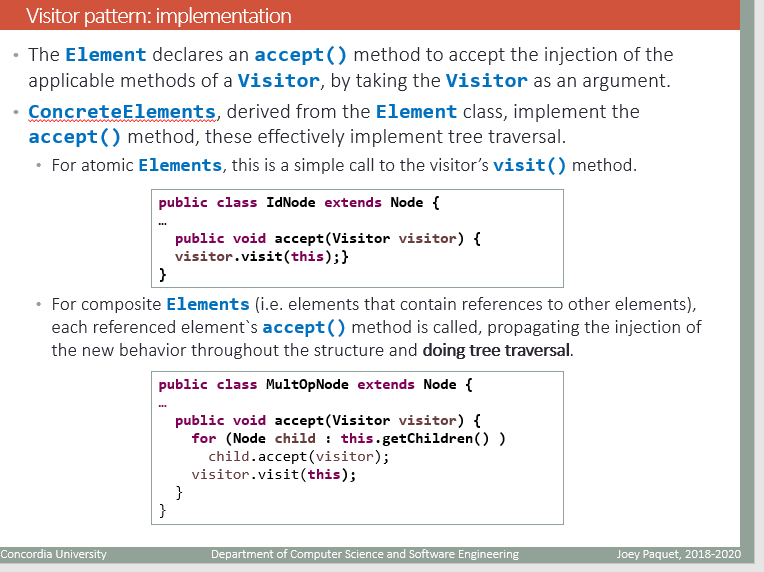 Visitor pattern: implementation
• The Element declares an accept() method to accept the injection of the
applicable methods of a Visitor, by taking the Visitor as an argument.
• ConcreteElements, derived from the Element class, implement the
accept() method, these effectively implement tree traversal.
• For atomic Elements, this is a simple call to the visitor’s visit() method.
public class IdNode extends Node {
…
public void accept(Visitor visitor) {
visitor.visit(this);}
}
• For composite Elements (i.e. elements that contain references to other elements),
each referenced element`s accept() method is called, propagating the injection of
the new behavior throughout the structure and doing tree traversal.
public class MultOpNode extends Node {
…
public void accept(Visitor visitor) {
for (Node child : this.getChildren() )
child.accept(visitor);
visitor.visit(this);
}
}
Concordia University Department of Computer Science and Software Engineering Joey Paquet, 2018-2020